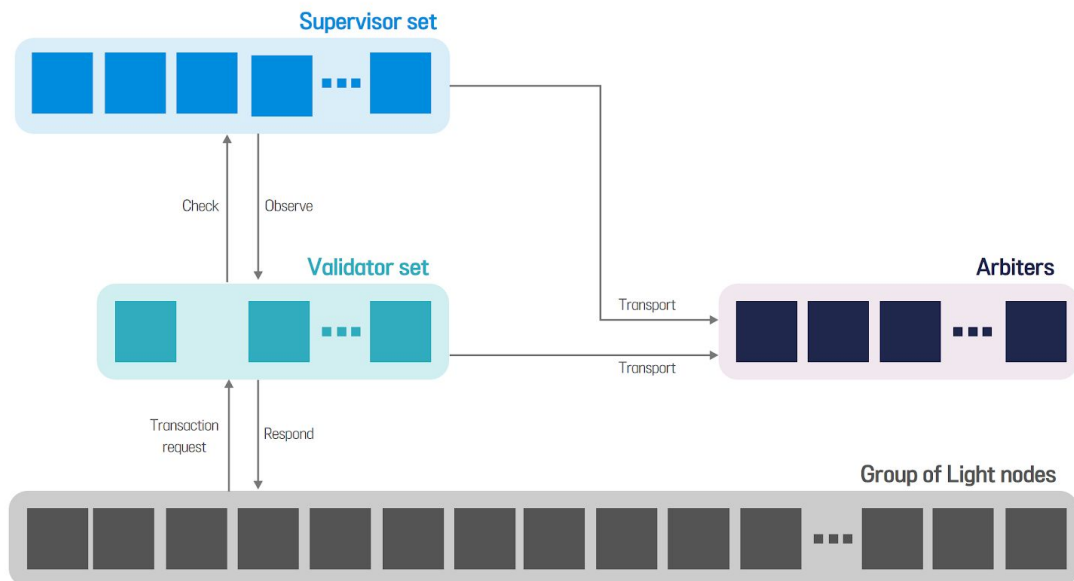 Supervisor set
Check
Observe
Validator set
Arbiters
Transport
Transport
Transaction
request
Respond
Group of Light nodes